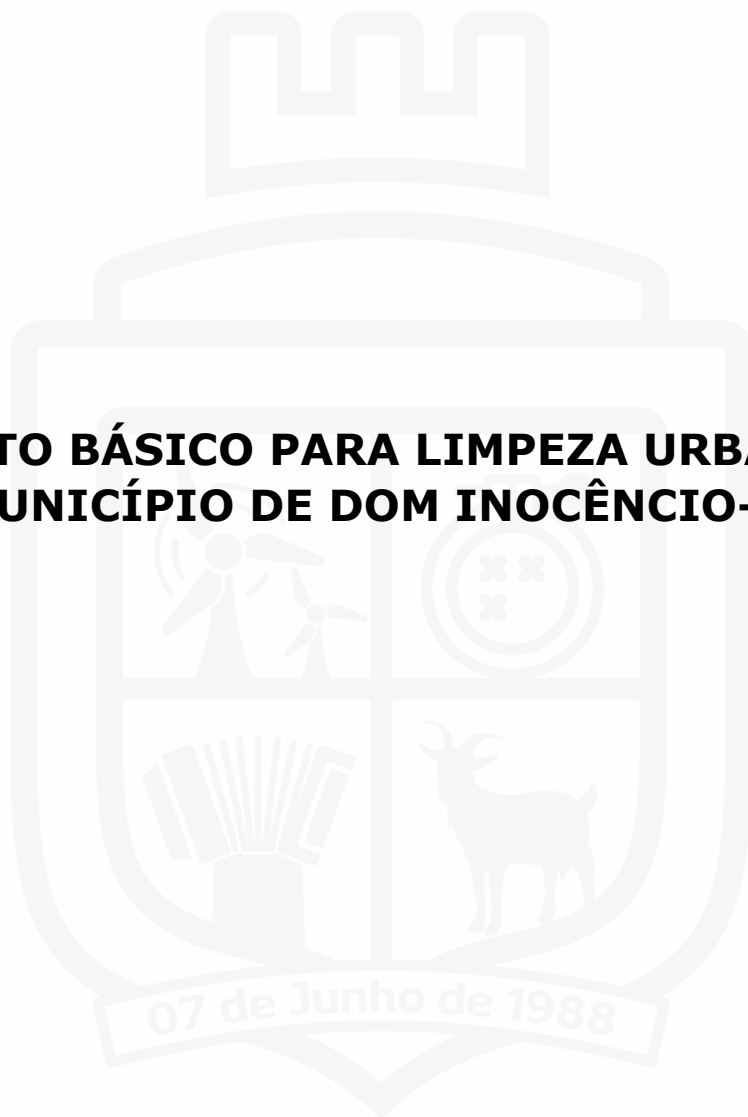 TO BÁSICO PARA LIMPEZA URBA
UNICÍPIO DE DOM INOCÊNCIO-
07 de Junho de 1988